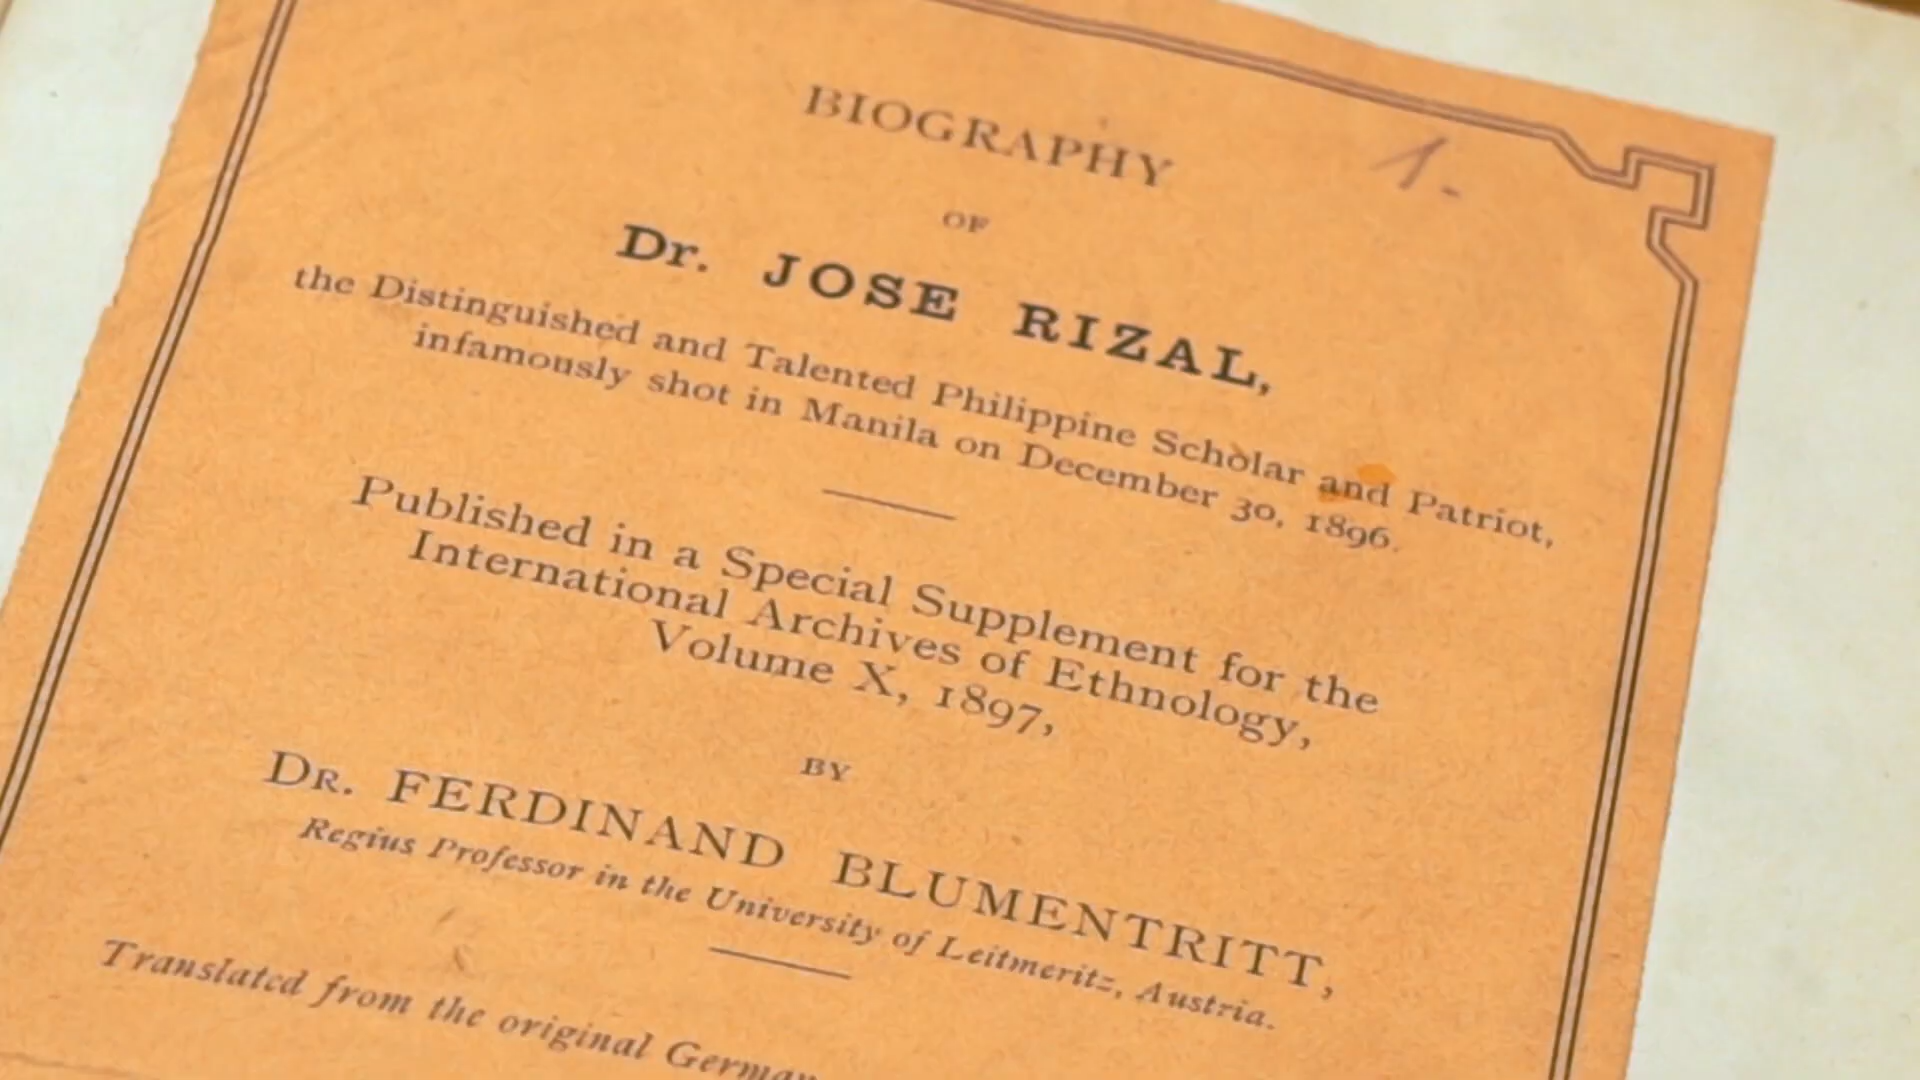 BIOGRAPHY
1.
OF
Dr. JOSE RIZAL,
the Distinguished and Talented Philippine Scholar and Patriot,
infamously shot in Manila on December 30, 1896.
Published in a Special Supplement for the
International Archives of Ethnology,
Volume X, 1897,
BY
DR. FERDINAND BLUMENTRITT,
Regius Professor in the University of Leitmeritz, Austria.
Translated from the original German